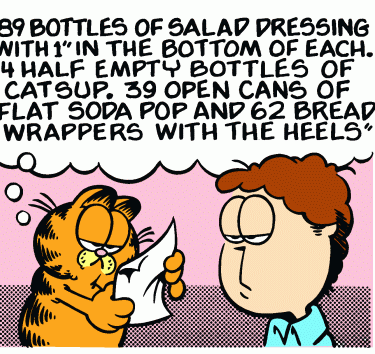 89 BOTTLES OF SALAD DRESSING
WITH 1" IN THE BOTTOM OF EACH.
4 HALF EMPTY BOTTLES OF
CATSUP. 39 OPEN CANS OF
FLAT SODA POP AND 62 BREAD
WRAPPERS WITH THE HEELS"